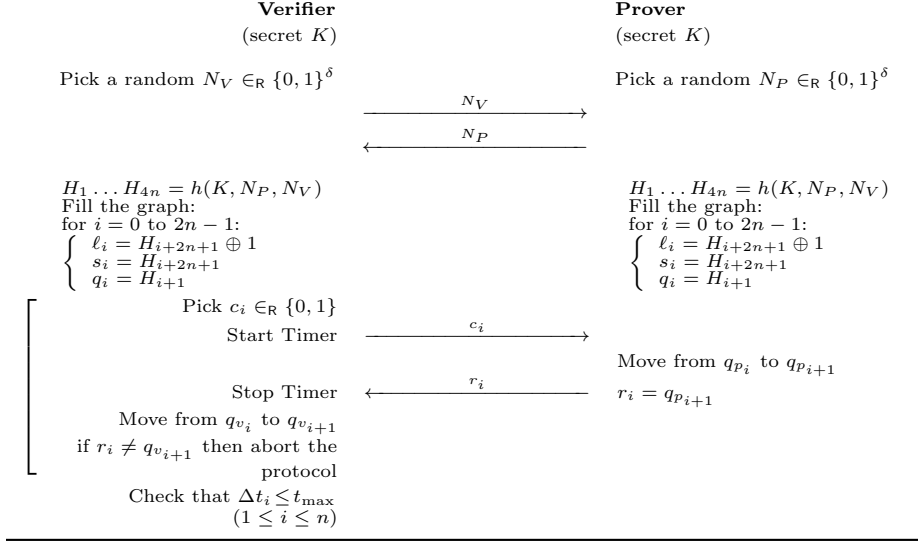 Verifier Prover
(secret K) (secret K)
Pick a random N_V ∈_R {0, 1}^δ Pick a random N_P ∈_R {0, 1}^δ
N_V
N_P
H_1 . . . H_{4n} = h(K, N_P, N_V) H_1 . . . H_{4n} = h(K, N_P, N_V)
Fill the graph: Fill the graph:
for i = 0 to 2n − 1: for i = 0 to 2n − 1:
ℓ_i = H_{i+2n+1} ⊕ 1 ℓ_i = H_{i+2n+1} ⊕ 1
s_i = H_{i+2n+1} s_i = H_{i+2n+1}
q_i = H_{i+1} q_i = H_{i+1}
Pick c_i ∈_R {0, 1}
Start Timer c_i
Move from q_{p_i} to q_{p_{i+1}}
Stop Timer r_i r_i = q_{p_{i+1}}
Move from q_{v_i} to q_{v_{i+1}}
if r_i ≠ q_{v_{i+1}} then abort the
protocol
Check that Δt_i ≤ t_max
(1 ≤ i ≤ n)